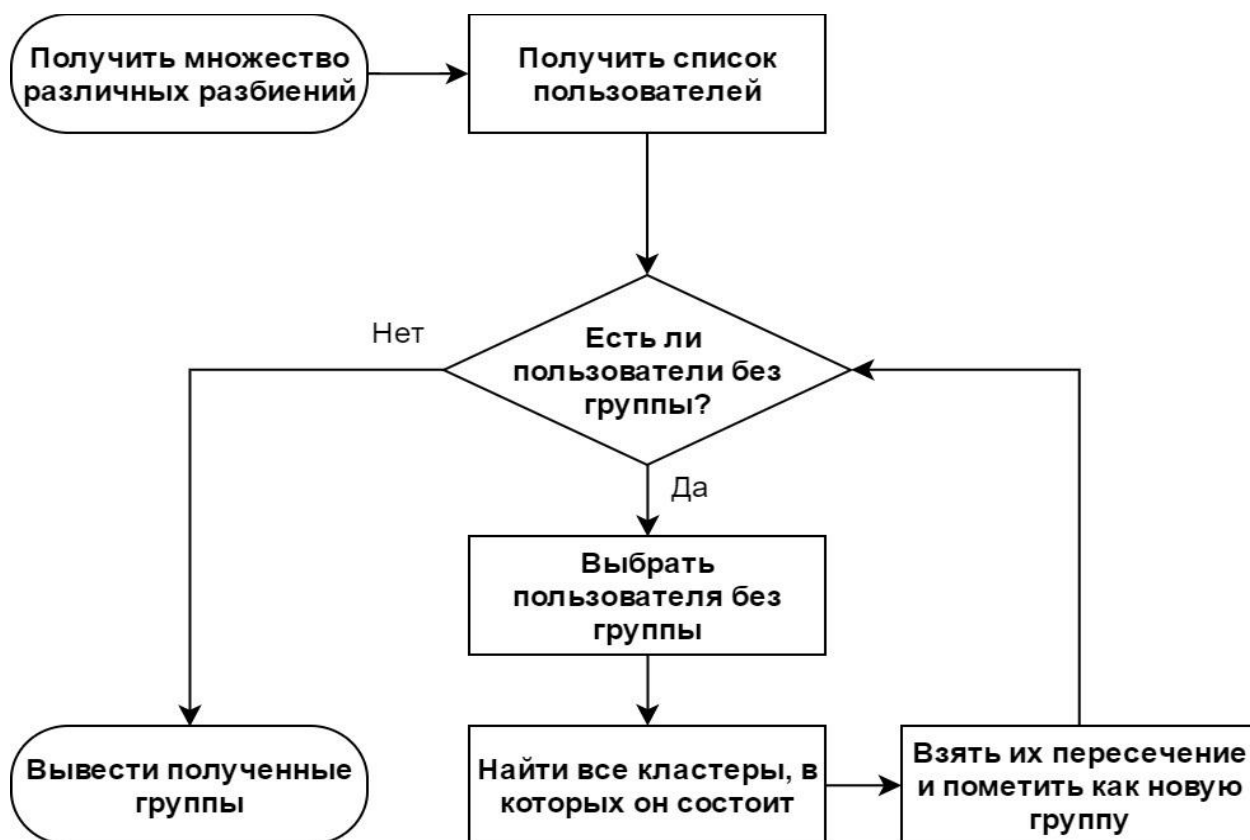 Получить множество
различных разбиений
Получить список
пользователей
Есть ли
пользователи без
группы?
Нет
Да
Выбрать
пользователя без
группы
Найти все кластеры, в
которых он состоит
Взять их пересечение
и пометить как новую
группу
Вывести полученные
группы